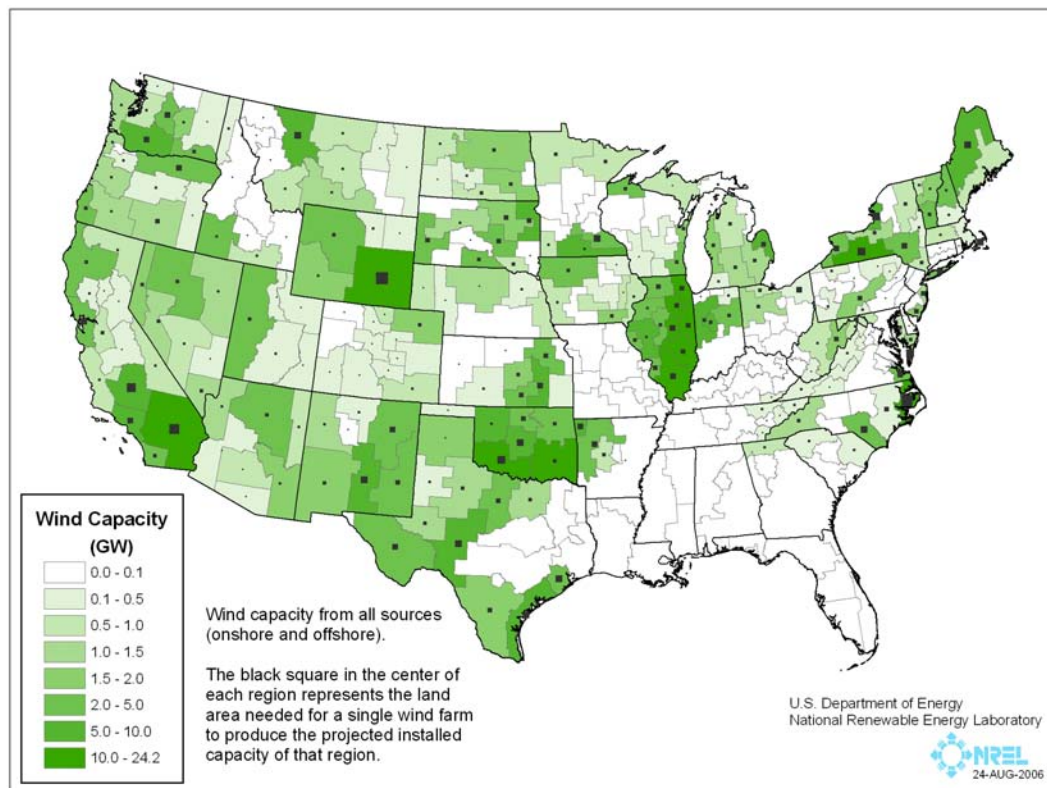 Wind Capacity
(GW)
0.0 - 0.1
0.1 - 0.5
0.5 - 1.0
1.0 - 1.5
1.5 - 2.0
2.0 - 5.0
5.0 - 10.0
10.0 - 24.2
Wind capacity from all sources
(onshore and offshore).
The black square in the center of
each region represents the land
area needed for a single wind farm
to produce the projected installed
capacity of that region.
U.S. Department of Energy
National Renewable Energy Laboratory
NREL
24-AUG-2006